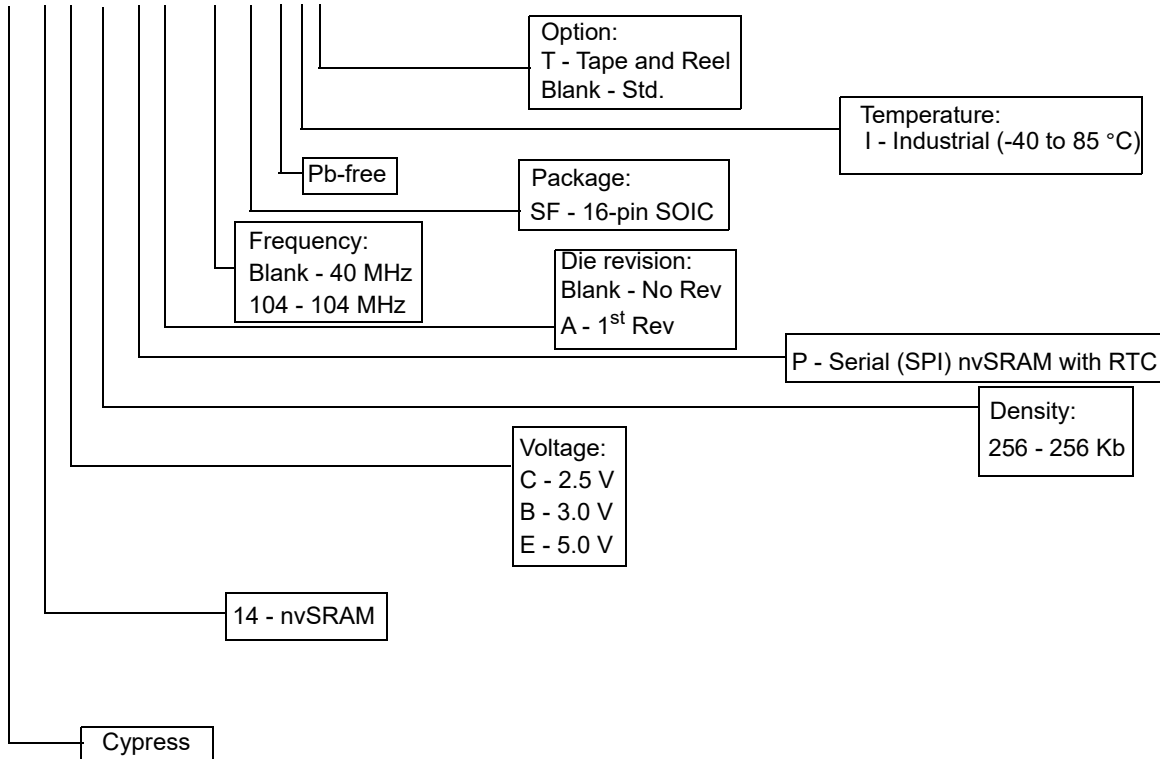 Option:
T - Tape and Reel
Blank - Std.
Temperature:
I - Industrial (-40 to 85 °C)
Pb-free
Package:
SF - 16-pin SOIC
Frequency:
Blank - 40 MHz
104 - 104 MHz
Die revision:
Blank - No Rev
A - 1st Rev
P - Serial (SPI) nvSRAM with RTC
Density:
256 - 256 Kb
Voltage:
C - 2.5 V
B - 3.0 V
E - 5.0 V
14 - nvSRAM
Cypress